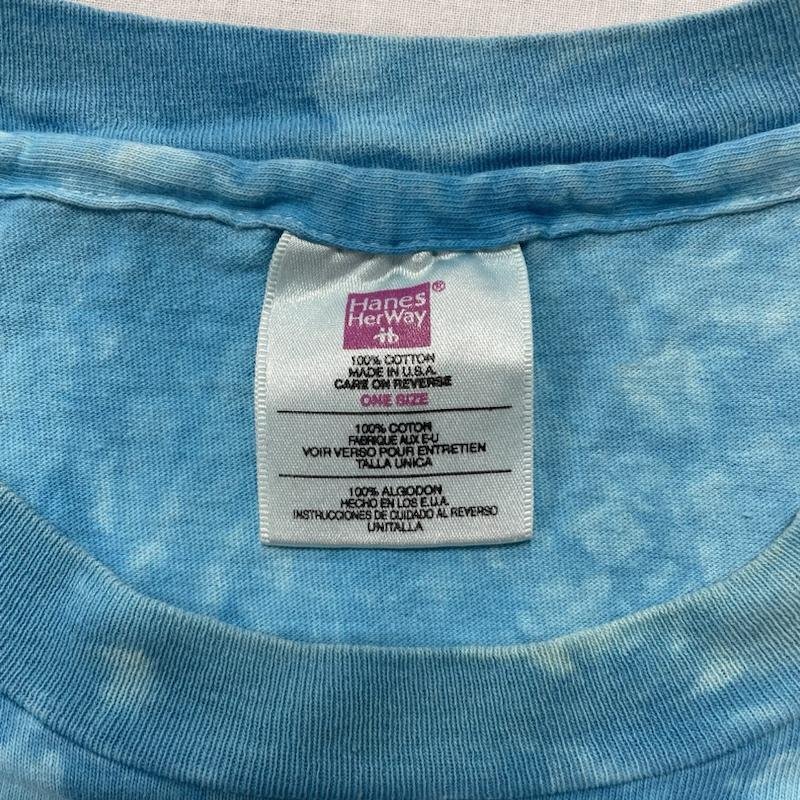 Hanes ®
HerWay
100% COTTON
MADE IN U.S.A.
CARE ON REVERSE
ONE SIZE
100% COTON
FABRIQUE AUX E-U
VOIR VERSO POUR ENTRETIEN
TALLA UNICA
100% ALGODON
HECHO EN LOS E.U.A.
INSTRUCCIONES DE CUIDADO AL REVERSO
UNITALLA